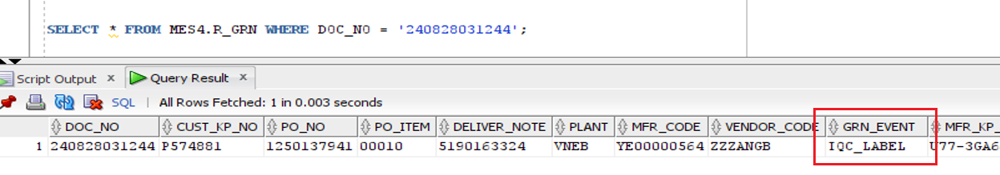 SELECT * FROM MES4.R_GRN WHERE DOC_NO = '240828031244';
Script Output × Query Result ×
SQL | All Rows Fetched: 1 in 0.003 seconds
DOC_NO CUST_KP_NO PO_NO PO_ITEM DELIVER_NOTE PLANT MFR_CODE VENDOR_CODE GRN_EVENT MFR_KP_
1 240828031244 P574881 1250137941 00010 5190163324 VNEB YE00000564 ZZZANGB IQC_LABEL U77-3GA6